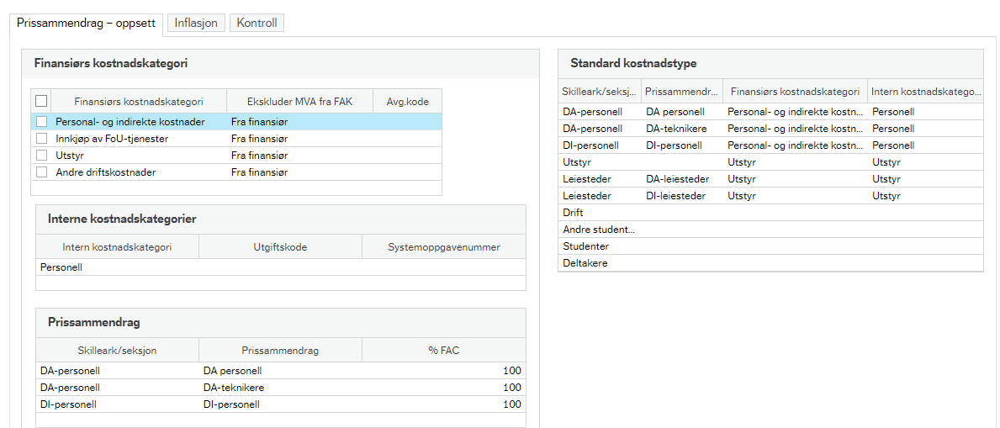 Prissammendrag – oppsett Inflasjon Kontroll
Finansiørs kostnadskategori
Finansiørs kostnadskategori Ekskluder MVA fra FAK Avg.kode
Personal- og indirekte kostnader Fra finansiør
Innkjøp av FoU-tjenester Fra finansiør
Utstyr Fra finansiør
Andre driftskostnader Fra finansiør
Interne kostnadskategorier
Intern kostnadskategori Utgiftskode Systemoppgavenummer
Personell
Prissammendrag
Skilleark/seksjon Prissammendrag % FAC
DA-personell DA personell 100
DA-personell DA-teknikere 100
DI-personell DI-personell 100
Standard kostnadstype
Skilleark/seksj... Prissammendr... Finansiørs kostnadskategori Intern kostnadskatego...
DA-personell DA personell Personal- og indirekte kostn... Personell
DA-personell DA-teknikere Personal- og indirekte kostn... Personell
DI-personell DI-personell Personal- og indirekte kostn... Personell
Utstyr Utstyr Utstyr
Leiesteder DA-leiesteder Utstyr Utstyr
Leiesteder DI-leiesteder Utstyr Utstyr
Drift
Andre student...
Studenter
Deltakere